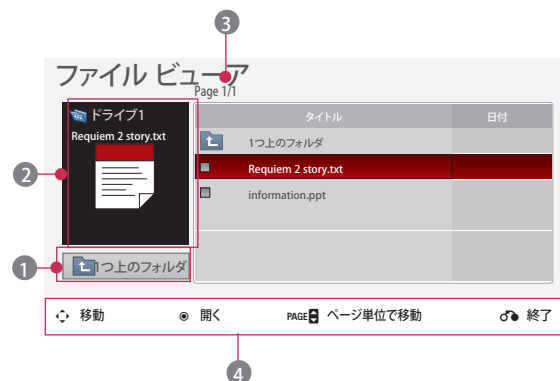 3
ファイル ビューア
Page 1/1
ドライブ1
Requiem 2 story.txt
タイトル 日付
1つ上のフォルダ
Requiem 2 story.txt
information.ppt
2
1
1つ上のフォルダ
移動 開く PAGE ページ単位で移動 終了
4